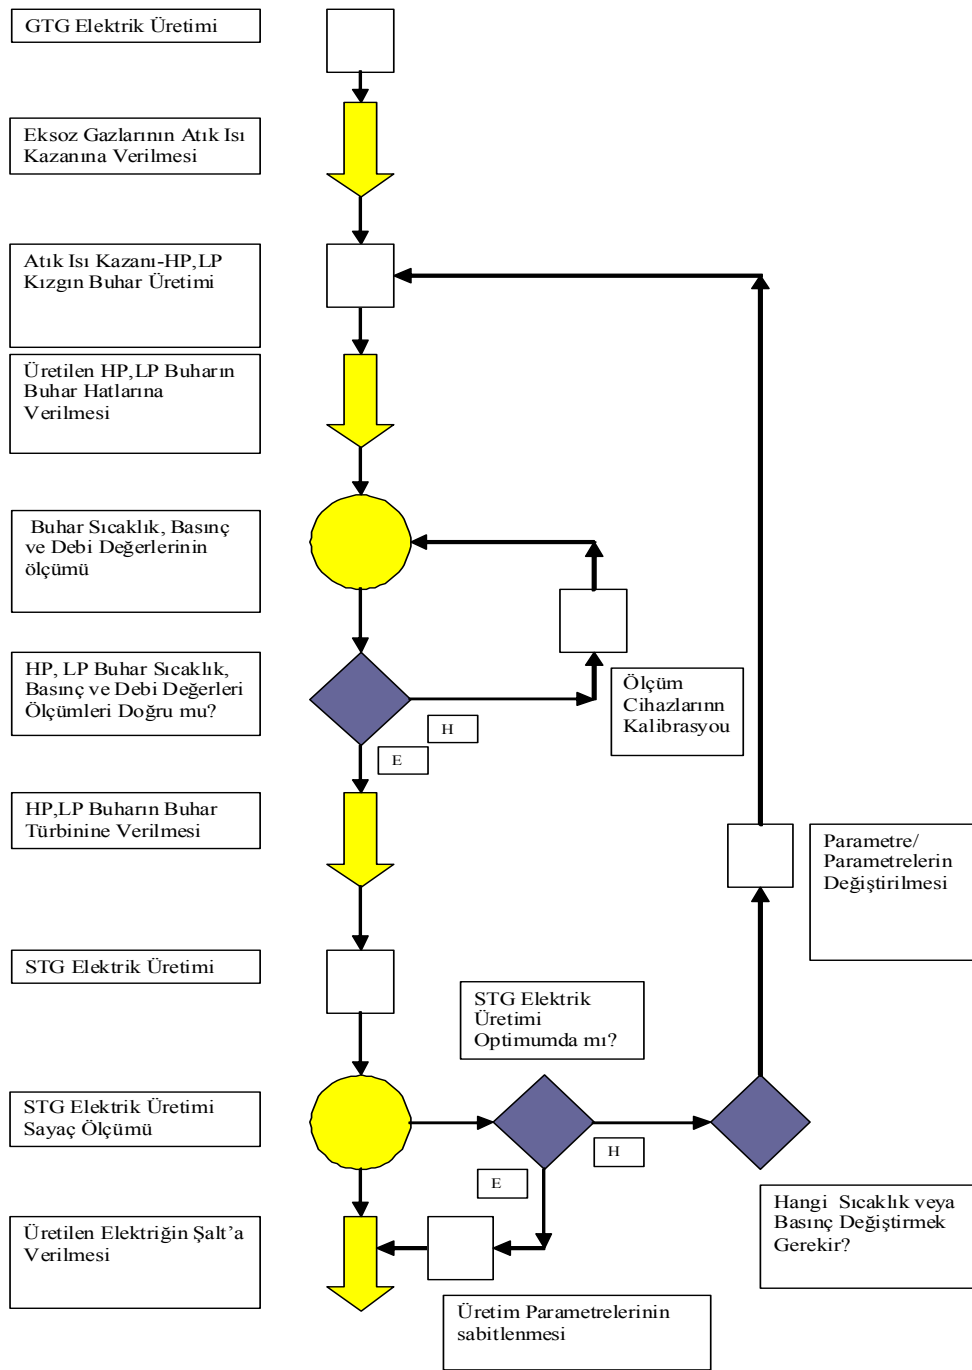 GTG Elektrik Üretimi
Eksoz Gazlarının Atık Isı
Kazanına Verilmesi
Atık Isı Kazanı-HP,LP
Kızgın Buhar Üretimi
Üretilen HP,LP Buharın
Buhar Hatlarına
Verilmesi
Buhar Sıcaklık, Basınç
ve Debi Değerlerinin
ölçümü
HP, LP Buhar Sıcaklık,
Basınç ve Debi Değerleri
Ölçümleri Doğru mu?
H
E
Ölçüm
Cihazlarınn
Kalibrasyou
HP,LP Buharın Buhar
Türbinine Verilmesi
Parametre/
Parametrelerin
Değiştirilmesi
STG Elektrik Üretimi
STG Elektrik
Üretimi
Optimumda mı?
STG Elektrik Üretimi
Sayaç Ölçümü
H
E
Hangi Sıcaklık veya
Basınç Değiştirmek
Gerekir?
Üretilen Elektriğin Şalt’a
Verilmesi
Üretim Parametrelerinin
sabitlenmesi